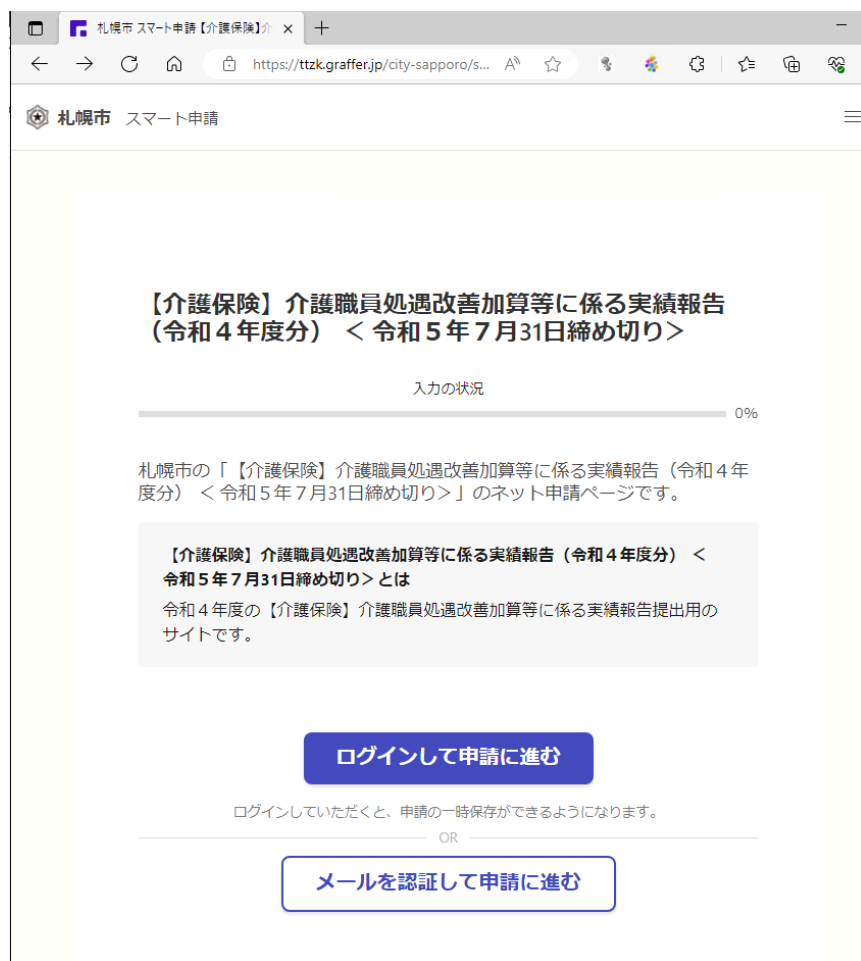 札幌市 スマート申請【介護保険】介
https://ttzk.graffer.jp/city-sapporo/s...
札幌市 スマート申請
【介護保険】介護職員処遇改善加算等に係る実績報告
（令和４年度分）＜令和５年７月31日締め切り＞
入力の状況
0%
札幌市の「【介護保険】介護職員処遇改善加算等に係る実績報告（令和４年
度分）＜令和５年７月31日締め切り＞」のネット申請ページです。
【介護保険】介護職員処遇改善加算等に係る実績報告（令和４年度分）＜
令和５年７月31日締め切り＞とは
令和４年度の【介護保険】介護職員処遇改善加算等に係る実績報告提出用の
サイトです。
ログインして申請に進む
ログインしていただくと、申請の一時保存ができるようになります。
OR
メールを認証して申請に進む